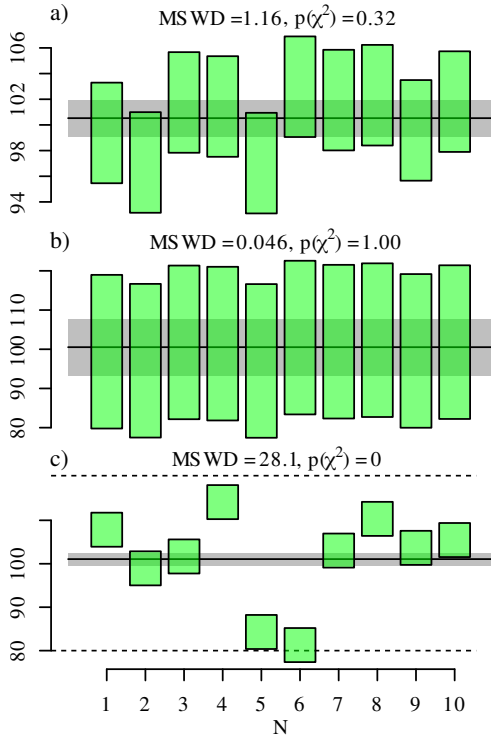 a)
MSWD=1.16, p(χ²)=0.32
106
102
98
94
b)
MSWD=0.046, p(χ²)=1.00
110
100
90
80
c)
MSWD=28.1, p(χ²)=0
100
90
80
1 2 3 4 5 6 7 8 9 10
N